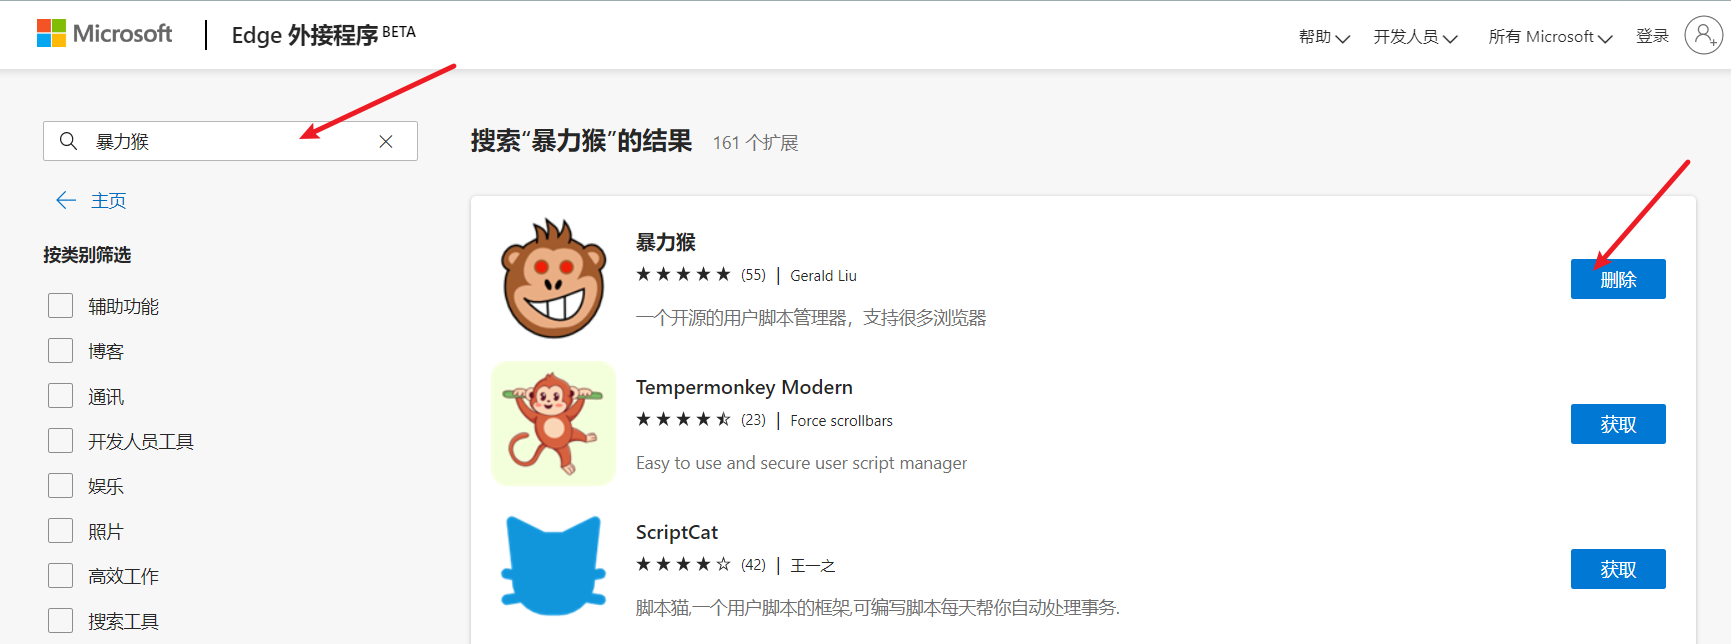 Microsoft
Edge 外接程序 BETA
帮助
开发人员
所有 Microsoft
登录
暴力猴
主页
按类别筛选
辅助功能
博客
通讯
开发人员工具
娱乐
照片
高效工作
搜索工具
搜索“暴力猴”的结果 161 个扩展
暴力猴
(55) | Gerald Liu
一个开源的用户脚本管理器，支持很多浏览器
删除
Tempermonkey Modern
(23) | Force scrollbars
Easy to use and secure user script manager
获取
ScriptCat
(42) | 王一之
脚本猫,一个用户脚本的框架,可编写脚本每天帮你自动处理事务.
获取